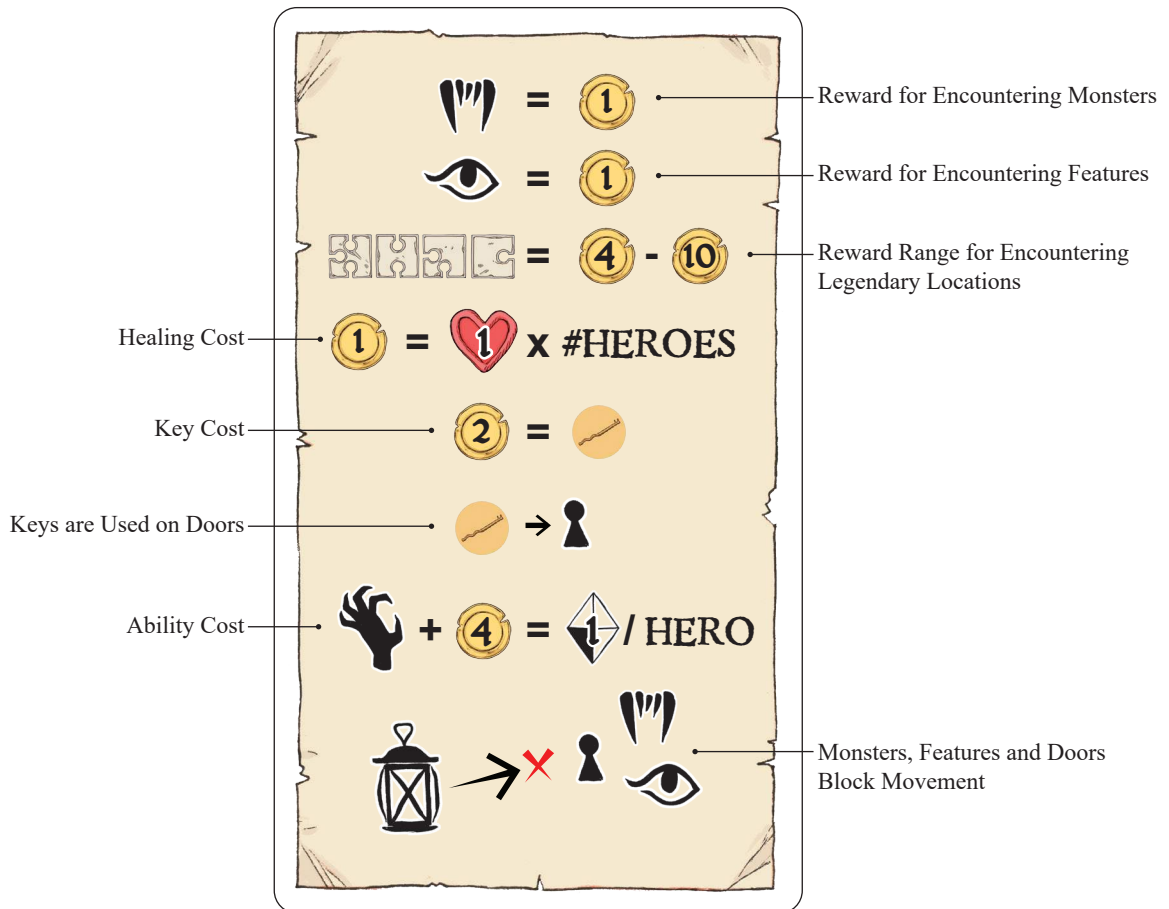 = 1 Reward for Encountering Monsters
= 1 Reward for Encountering Features
= 4 - 10 Reward Range for Encountering
Legendary Locations
Healing Cost 1 = 1 x #HEROES
Key Cost 2 =
Keys are Used on Doors
Ability Cost + 4 = 1 / HERO
Monsters, Features and Doors
Block Movement